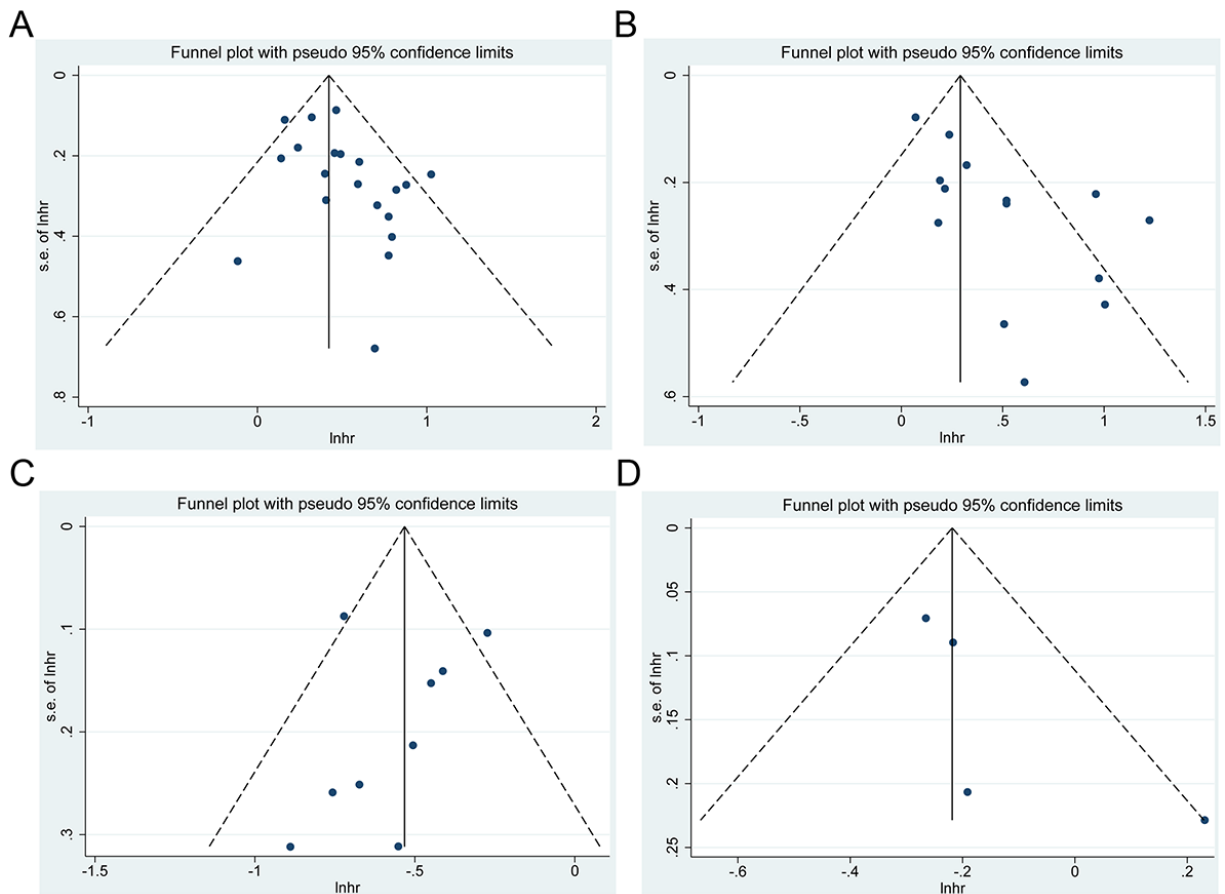 A
Funnel plot with pseudo 95% confidence limits
0
.2
.4
.6
.8
s.e. of lnhr
-1
0
1
2
lnhr
B
Funnel plot with pseudo 95% confidence limits
0
.2
.4
.6
s.e. of lnhr
-1
-.5
0
.5
1
1.5
lnhr
C
Funnel plot with pseudo 95% confidence limits
0
.1
.2
.3
s.e. of lnhr
-1.5
-1
-.5
0
lnhr
D
Funnel plot with pseudo 95% confidence limits
0
.05
.1
.15
.2
.25
s.e. of lnhr
-.6
-.4
-.2
0
.2
lnhr